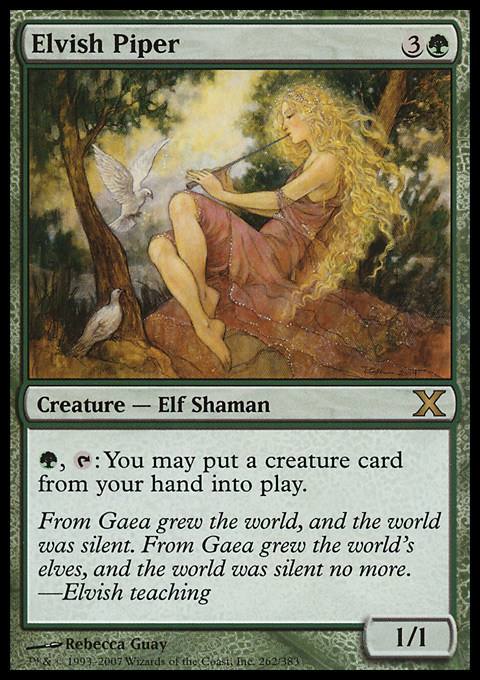 Elvish Piper 3
Creature — Elf Shaman X
, : You may put a creature card
from your hand into play.
From Gaea grew the world, and the world
was silent. From Gaea grew the world's
elves, and the world was silent no more.
—Elvish teaching
Rebecca Guay
1/1
1993–2007 Wizards of the Coast, Inc. 262/383